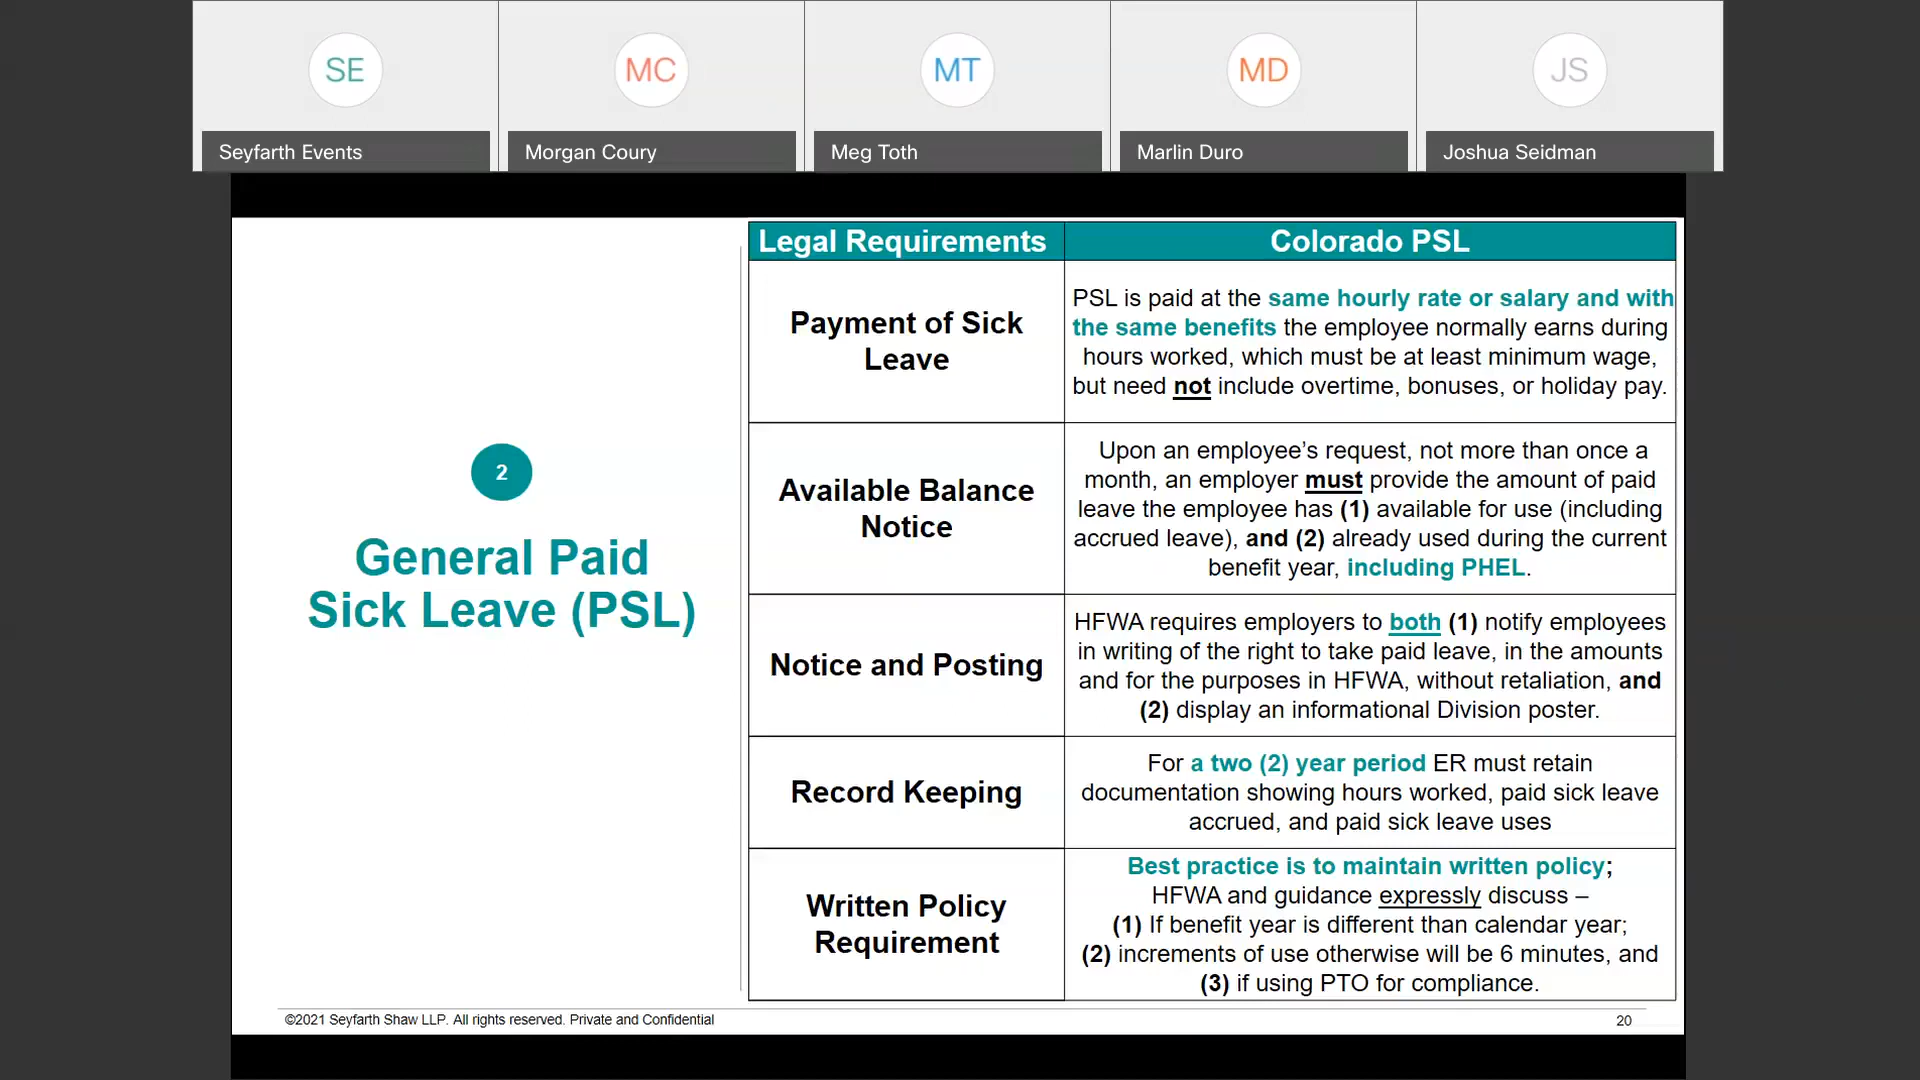 SE
MC
MT
MD
JS
Seyfarth Events
Morgan Coury
Meg Toth
Marlin Duro
Joshua Seidman
2
General Paid
Sick Leave (PSL)
Legal Requirements
Colorado PSL
Payment of Sick
Leave
PSL is paid at the same hourly rate or salary and with
the same benefits the employee normally earns during
hours worked, which must be at least minimum wage,
but need not include overtime, bonuses, or holiday pay.
Available Balance
Notice
Upon an employee’s request, not more than once a
month, an employer must provide the amount of paid
leave the employee has (1) available for use (including
accrued leave), and (2) already used during the current
benefit year, including PHEL.
Notice and Posting
HFWA requires employers to both (1) notify employees
in writing of the right to take paid leave, in the amounts
and for the purposes in HFWA, without retaliation, and
(2) display an informational Division poster.
Record Keeping
For a two (2) year period ER must retain
documentation showing hours worked, paid sick leave
accrued, and paid sick leave uses
Written Policy
Requirement
Best practice is to maintain written policy;
HFWA and guidance expressly discuss –
(1) If benefit year is different than calendar year;
(2) increments of use otherwise will be 6 minutes, and
(3) if using PTO for compliance.
©2021 Seyfarth Shaw LLP. All rights reserved. Private and Confidential
20